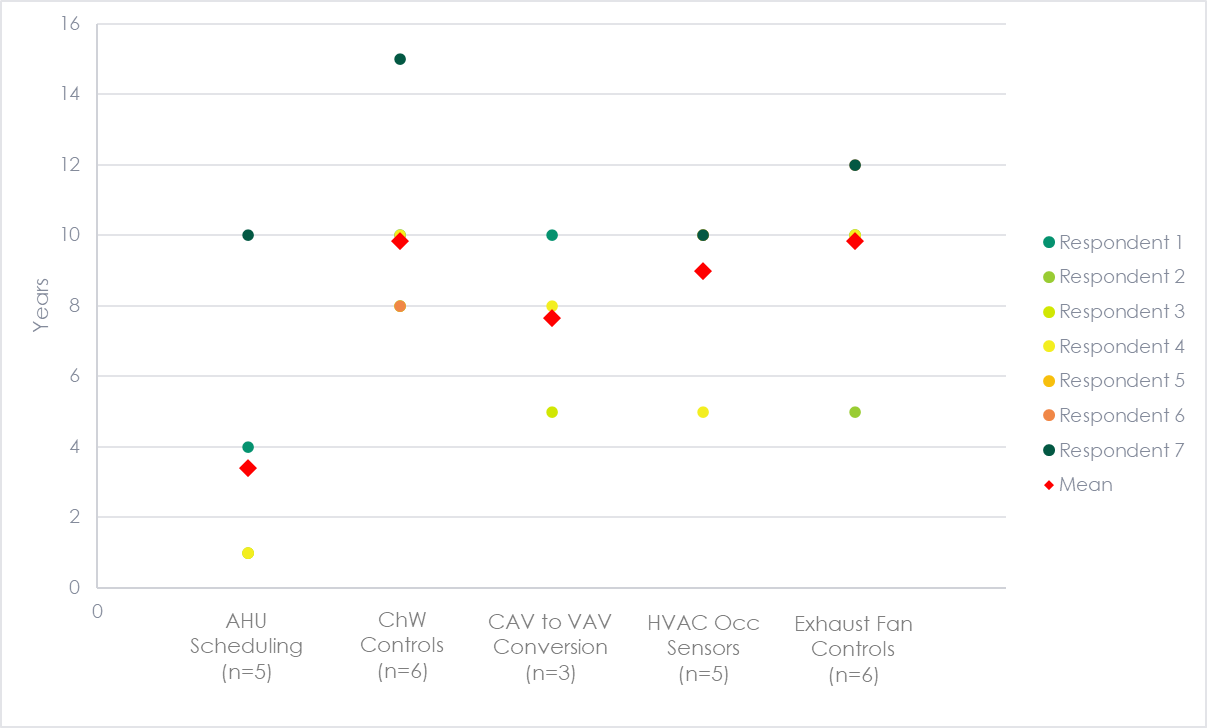 16
14
12
10
8
6
4
2
0
Years
0
AHU
Scheduling
(n=5)
ChW
Controls
(n=6)
CAV to VAV
Conversion
(n=3)
HVAC Occ
Sensors
(n=5)
Exhaust Fan
Controls
(n=6)
Respondent 1
Respondent 2
Respondent 3
Respondent 4
Respondent 5
Respondent 6
Respondent 7
Mean